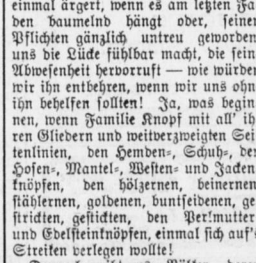 einmal ärgert, wenn es am letzten Fa
den baumelnd hängt oder, seinen
Pflichten gänzlich untreu geworden
uns die Lücke fühlbar macht, die sein
Abwesenheit hervorruft — wie würden
wir ihn entbehren, wenn wir uns ohn
ihn behelfen sollten! Ja, was begin
nen, wenn Familie Knopf mit all' ih
ren Gliedern und weitverzweigten Sei
tenlinien, den Hemden-, Schuh-, der
Hosen-, Mantel-, Westen- und Jacken
knöpfen, den hölzernen, beinernen
stählernen, goldenen, buntseidenen, ge
strickten, gestickten, den Perlmutter
und Edelsteinknöpfen, einmal sich auf's
Streiken verlegen wollte!